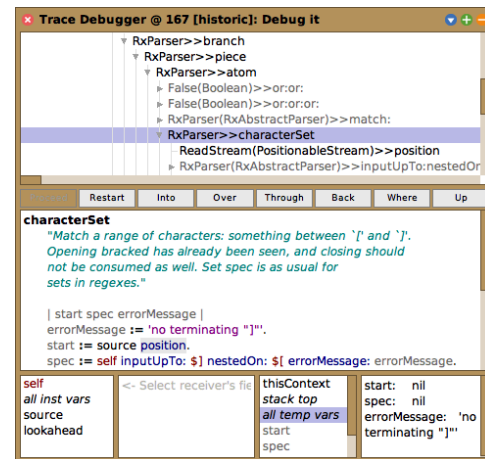 Trace Debugger @ 167 [historic]: Debug it
RxParser>>branch
RxParser>>piece
RxParser>>atom
False(Boolean)>>or:or:
False(Boolean)>>or:or:or:
RxParser(RxAbstractParser)>>match:
RxParser>>characterSet
ReadStream(PositionableStream)>>position
RxParser(RxAbstractParser)>>inputUpTo:nestedOn
Restart Into Over Through Back Where Up
characterSet
"Match a range of characters: something between `[' and `]'.
Opening bracked has already been seen, and closing should
not be consumed as well. Set spec is as usual for
sets in regexes."
| start spec errorMessage |
errorMessage := 'no terminating "]"'.
start := source position.
spec := self inputUpTo: $] nestedOn: $[ errorMessage: errorMessage.
self
all inst vars
source
lookahead
<- Select receiver's fie
thisContext
stack top
all temp vars
start
spec
start: nil
spec: nil
errorMessage: 'no
terminating "]"'